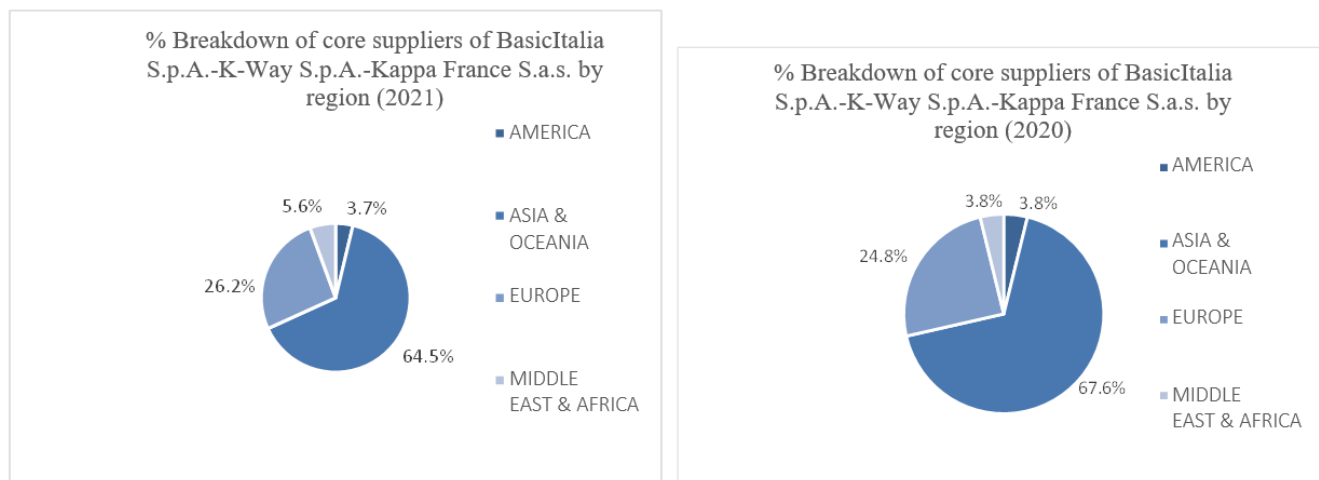 % Breakdown of core suppliers of BasicItalia
S.p.A.-K-Way S.p.A.-Kappa France S.a.s. by
region (2021)
AMERICA
5.6%
3.7%
ASIA &
OCEANIA
26.2%
EUROPE
64.5%
MIDDLE
EAST & AFRICA
% Breakdown of core suppliers of BasicItalia
S.p.A.-K-Way S.p.A.-Kappa France S.a.s. by
region (2020)
AMERICA
3.8%
3.8%
ASIA &
OCEANIA
24.8%
EUROPE
67.6%
MIDDLE
EAST & AFRICA